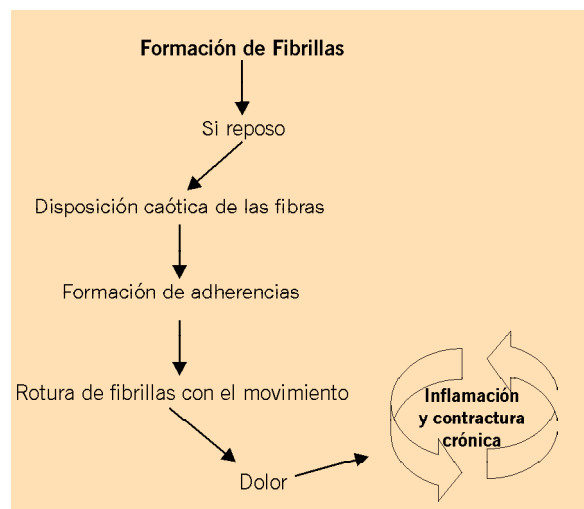 Formación de Fibrillas
Si reposo
Disposición caótica de las fibras
Formación de adherencias
Rotura de fibrillas con el movimiento
Dolor
Inflamación
y contractura
crónica